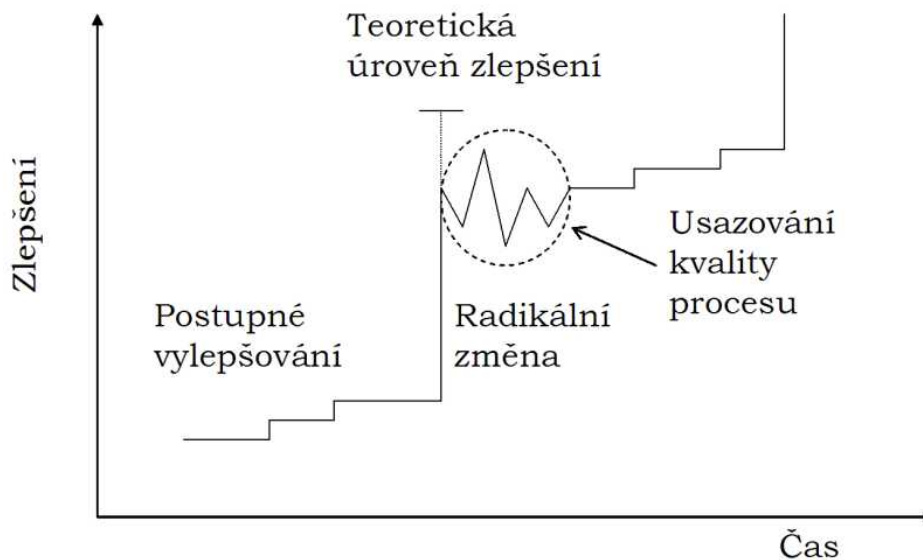 Teoretická
úroveň zlepšení
Zlepšení
Usazování
kvality
procesu
Postupné
vylepšování
Radikální
změna
Čas